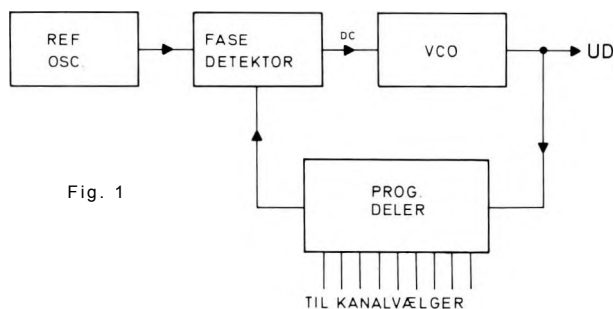 REF
OSC.
FASE
DETEKTOR
DC
VCO
UD
Fig. 1
PROG.
DELER
TIL KANALVÆLGER